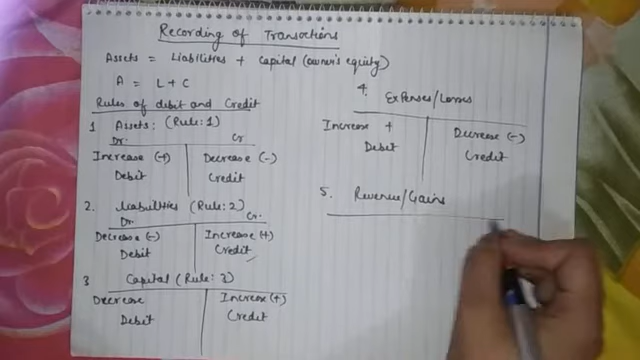 Recording of Transactions
Assets = Liabilities + Capital (owner's equity)
A = L + C
Rules of debit and Credit
1 Assets: (Rule: 1)
Dr. Cr
Increase (+) Decrease (-)
Debit Credit
2. Liabilities (Rule: 2)
Dr. Cr.
Decrease (-) Increase (+)
Debit Credit
3 Capital (Rule: 3)
Decrease Increase (+)
Debit Credit
4. Expenses/Losses
Increase + Decrease (-)
Debit Credit
5. Revenue/Gains